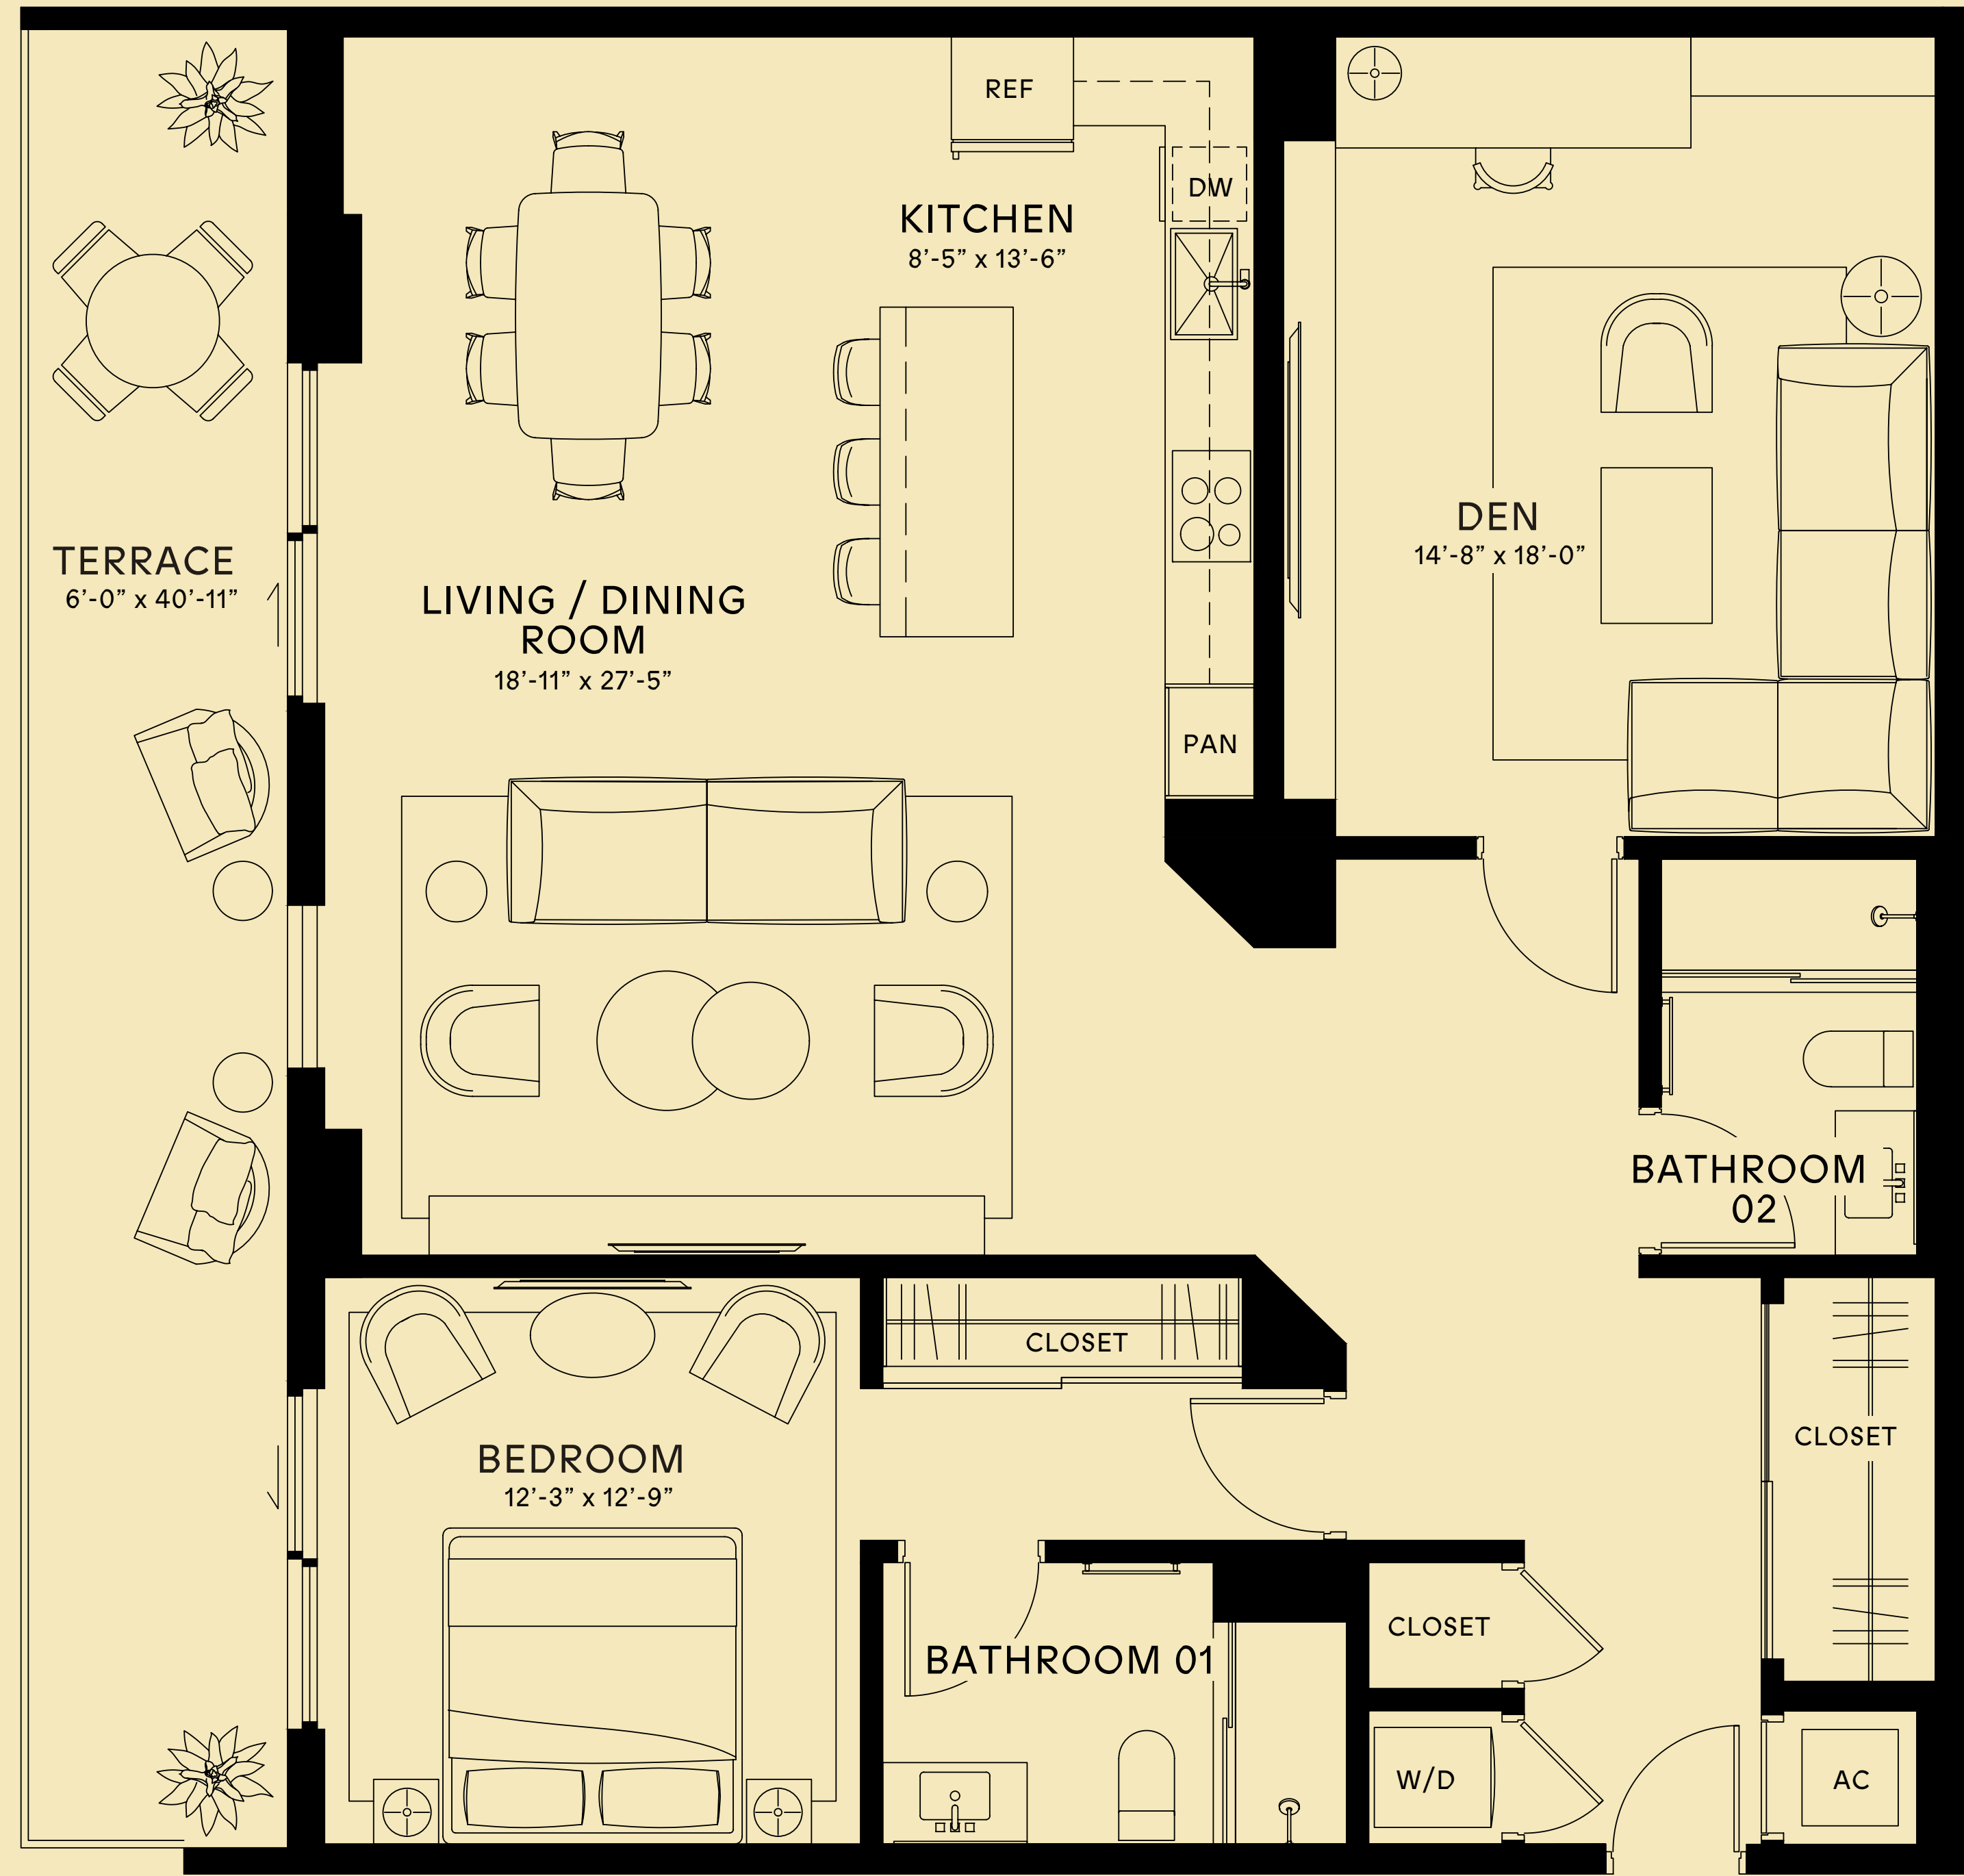 REF
DW
KITCHEN
8’-5” x 13’-6”
DEN
14’-8” x 18’-0”
TERRACE
6’-0” x 40’-11”
LIVING / DINING
ROOM
18’-11” x 27’-5”
PAN
BATHROOM
02
CLOSET
CLOSET
BEDROOM
12’-3” x 12’-9”
CLOSET
BATHROOM 01
W/D
AC